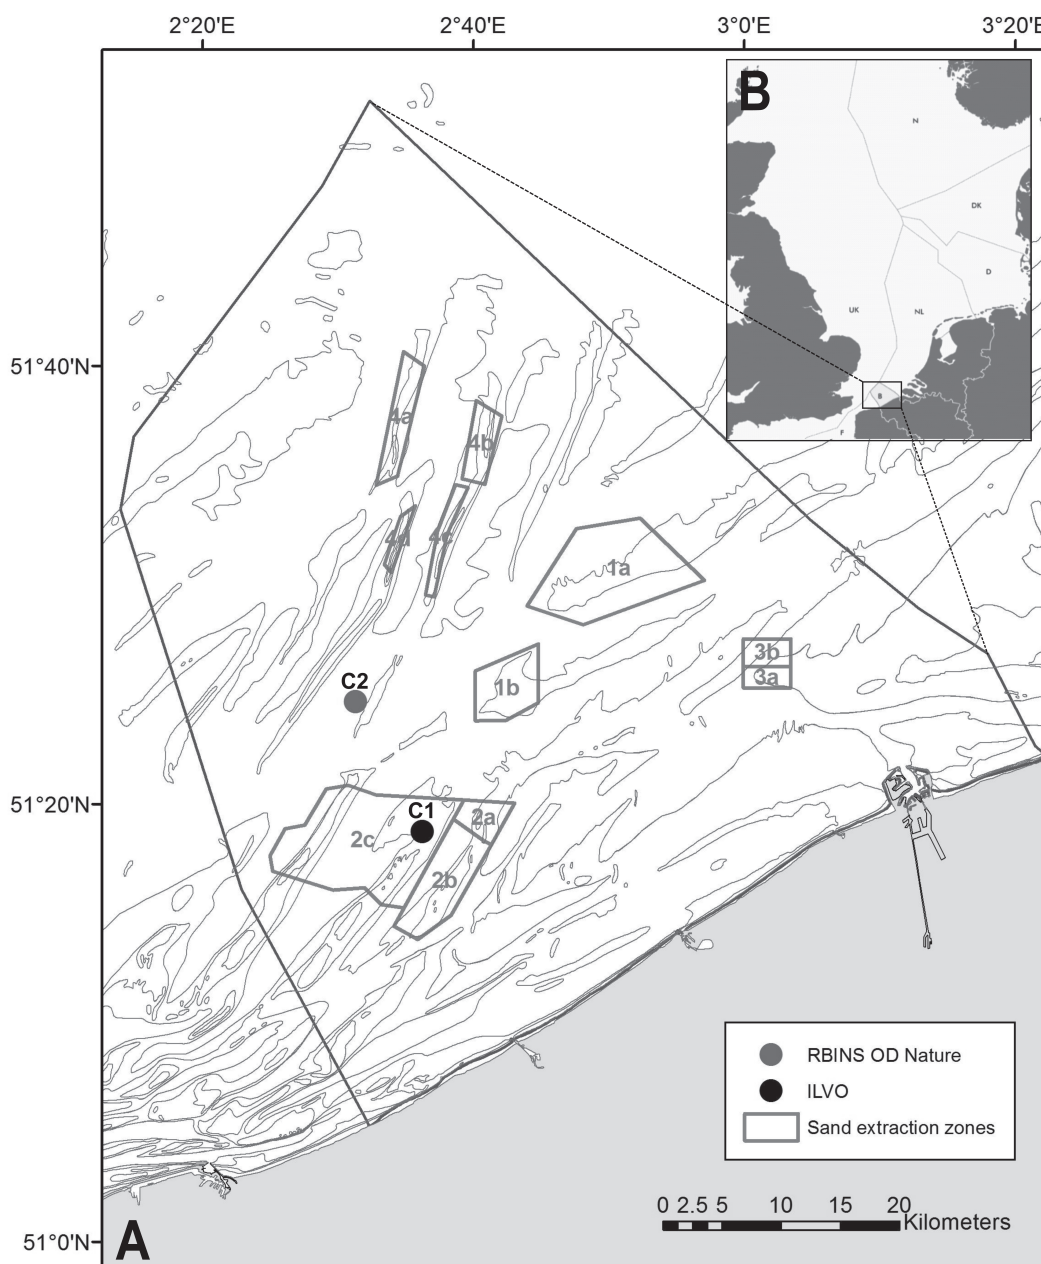 2°20'E
2°40'E
3°0'E
3°20'E
B
N
DK
D
UK
NL
B
F
51°40'N
4a
4b
4d
4c
1a
3b
3a
C2
1b
51°20'N
C1
2a
2c
2b
RBINS OD Nature
ILVO
Sand extraction zones
0 2.5 5 10 15 20
Kilometers
51°0'N
A